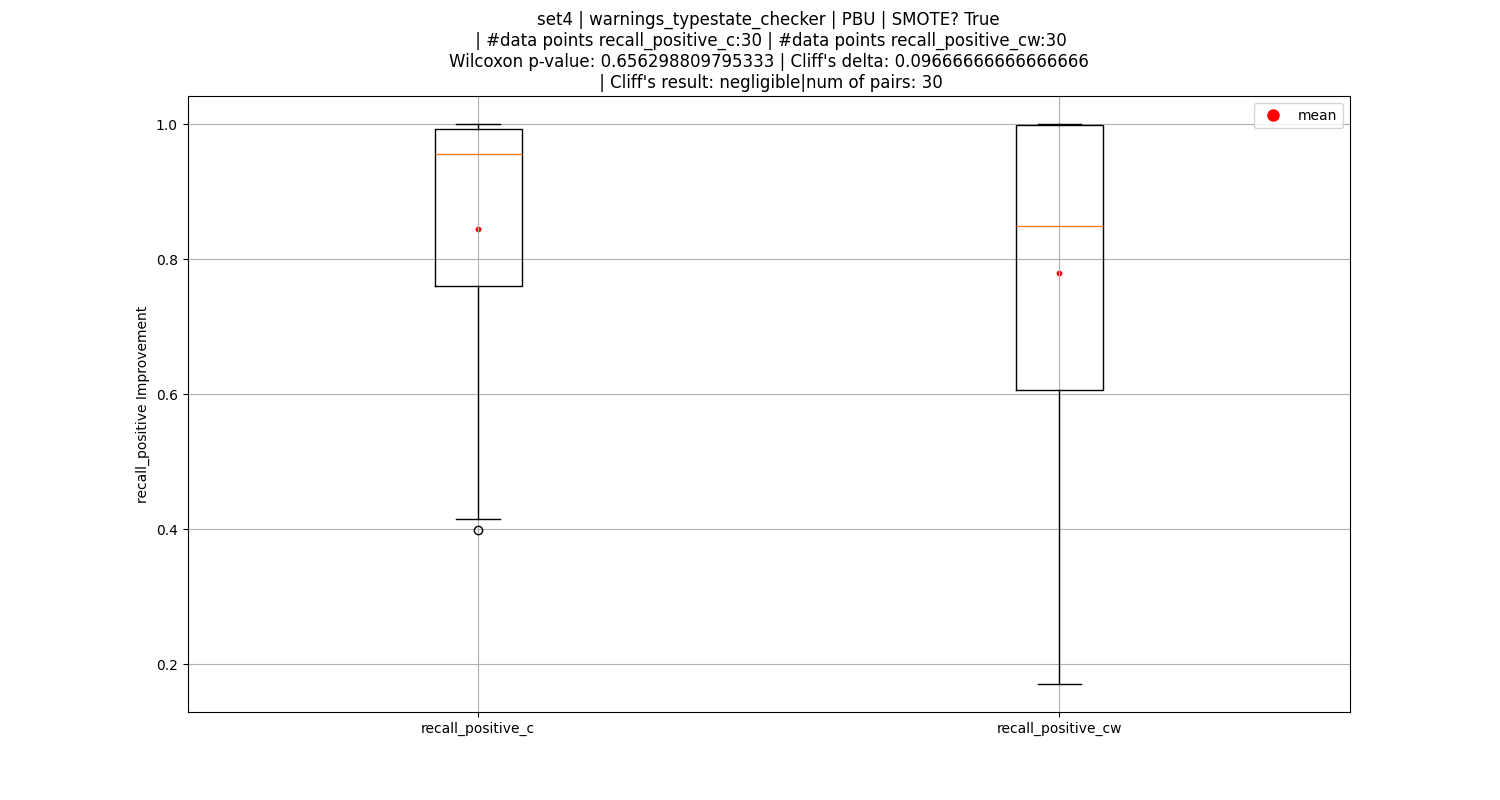 set4 | warnings_typestate_checker | PBU | SMOTE? True
| #data points recall_positive_c:30 | #data points recall_positive_cw:30
Wilcoxon p-value: 0.656298809795333 | Cliff's delta: 0.09666666666666666
| Cliff's result: negligible|num of pairs: 30
mean
1.0
0.8
0.6
0.4
0.2
recall_positive Improvement
recall_positive_c
recall_positive_cw